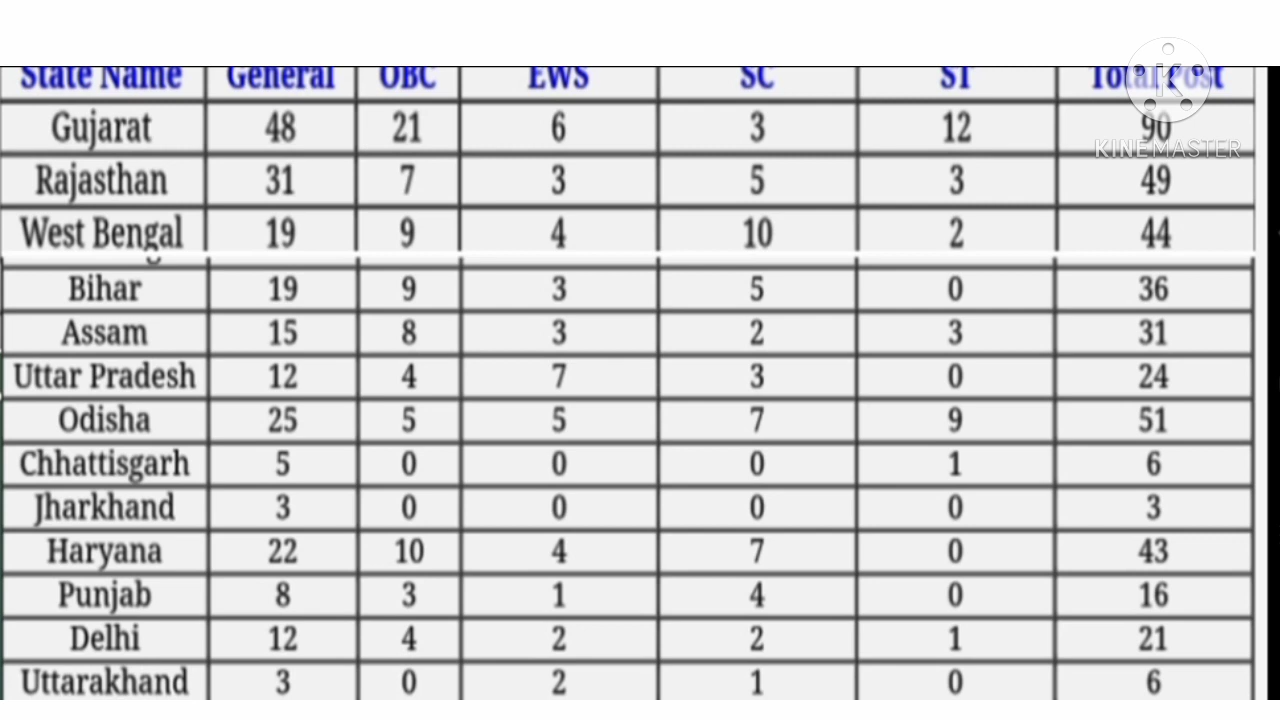 State Name General OBC EWS SC ST Total Post
Gujarat 48 21 6 3 12 90
Rajasthan 31 7 3 5 3 49
West Bengal 19 9 4 10 2 44
Bihar 19 9 3 5 0 36
Assam 15 8 3 2 3 31
Uttar Pradesh 12 4 7 3 0 24
Odisha 25 5 5 7 9 51
Chhattisgarh 5 0 0 0 1 6
Jharkhand 3 0 0 0 0 3
Haryana 22 10 4 7 0 43
Punjab 8 3 1 4 0 16
Delhi 12 4 2 2 1 21
Uttarakhand 3 0 2 1 0 6
K
KINEMASTER